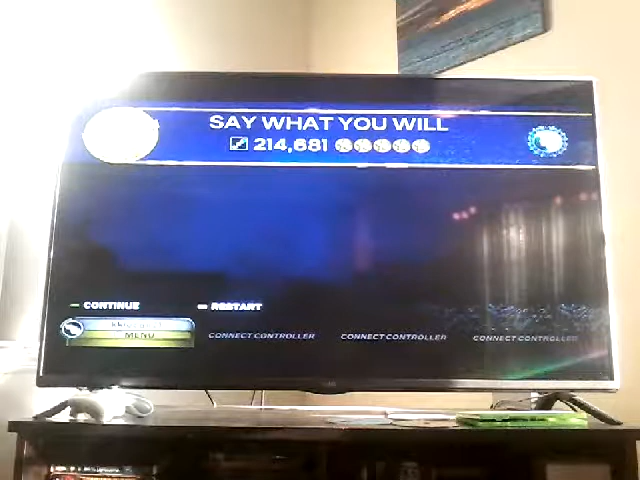 SAY WHAT YOU WILL
214,681
CONTINUE
RESTART
MENU
CONNECT CONTROLLER
CONNECT CONTROLLER
CONNECT CONTROLLER